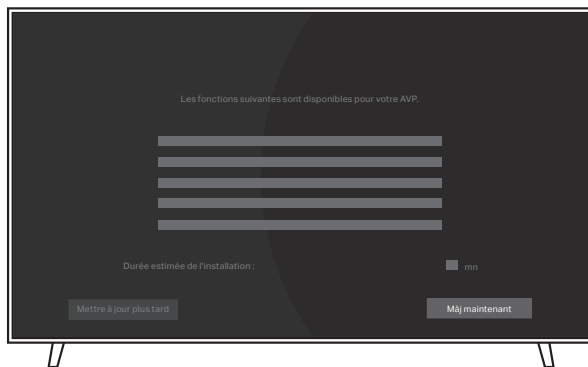 Les fonctions suivantes sont disponibles pour votre AVP.
Durée estimée de l'installation : mn
Mettre à jour plus tard Màj maintenant